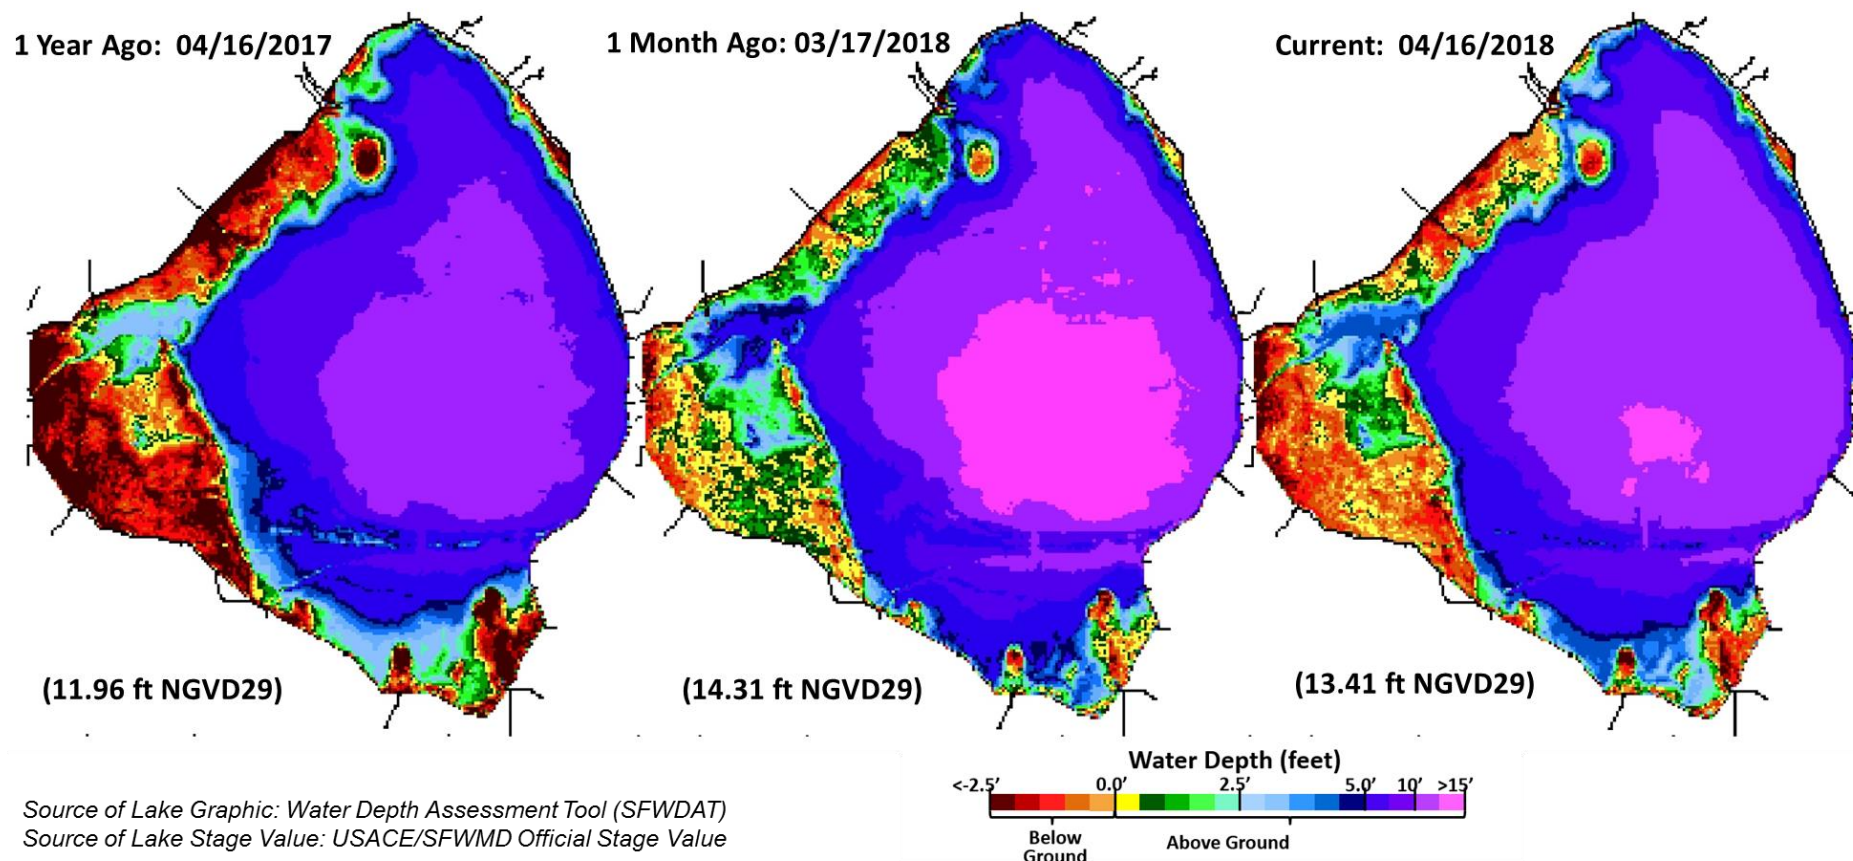 1 Year Ago:  04/16/2017
1 Month Ago: 03/17/2018
Current:  04/16/2018
(11.96 ft NGVD29)
(14.31 ft NGVD29)
(13.41 ft NGVD29)
Water Depth (feet)
<-2.5’ 0.0’ 2.5’ 5.0’ 10’ >15’
Below
Ground
Above Ground
Source of Lake Graphic: Water Depth Assessment Tool (SFWDAT)
Source of Lake Stage Value: USACE/SFWMD Official Stage Value